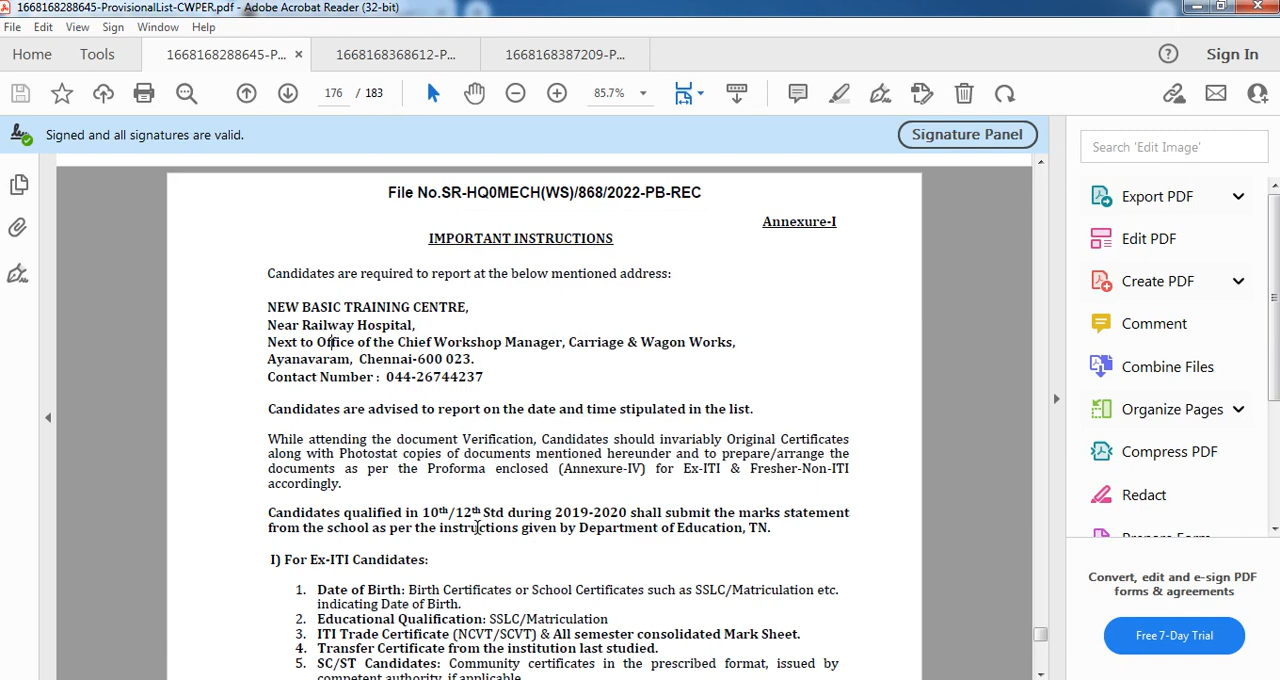 1668168288645-ProvisionalList-CWPER.pdf - Adobe Acrobat Reader (32-bit)
File Edit View Sign Window Help
Home Tools 1668168288645-P... × 1668168368612-P... 1668168387209-P... ? Sign In
176 / 183 85.7%
Signed and all signatures are valid.
Signature Panel
File No.SR-HQ0MECH(WS)/868/2022-PB-REC
Annexure-I
IMPORTANT INSTRUCTIONS
Candidates are required to report at the below mentioned address:
NEW BASIC TRAINING CENTRE,
Near Railway Hospital,
Next to Office of the Chief Workshop Manager, Carriage & Wagon Works,
Ayanavaram, Chennai-600 023.
Contact Number : 044-26744237
Candidates are advised to report on the date and time stipulated in the list.
While attending the document Verification, Candidates should invariably Original Certificates
along with Photostat copies of documents mentioned hereunder and to prepare/arrange the
documents as per the Proforma enclosed (Annexure-IV) for Ex-ITI & Fresher-Non-ITI
accordingly.
Candidates qualified in 10th/12th Std during 2019-2020 shall submit the marks statement
from the school as per the instructions given by Department of Education, TN.
I) For Ex-ITI Candidates:
1. Date of Birth: Birth Certificates or School Certificates such as SSLC/Matriculation etc.
indicating Date of Birth.
2. Educational Qualification: SSLC/Matriculation
3. ITI Trade Certificate (NCVT/SCVT) & All semester consolidated Mark Sheet.
4. Transfer Certificate from the institution last studied.
5. SC/ST Candidates: Community certificates in the prescribed format, issued by
competent authority, if applicable.
Search 'Edit Image'
Export PDF
Edit PDF
Create PDF
Comment
Combine Files
Organize Pages
Compress PDF
Redact
Convert, edit and e-sign PDF
forms & agreements
Free 7-Day Trial